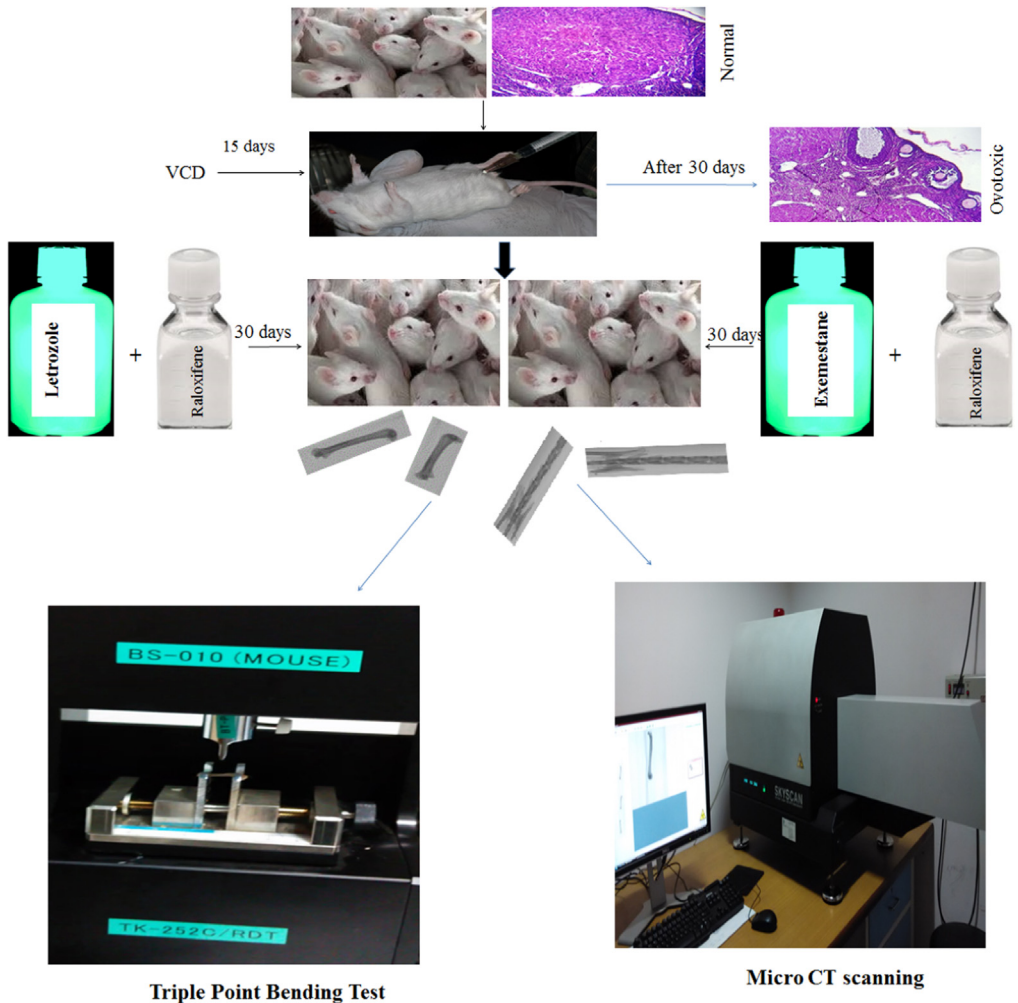 Normal
15 days
VCD
After 30 days
Ovotoxic
Letrozole
+
Raloxifene
30 days
30 days
Exemestane
+
Raloxifene
BS-010 (MOUSE)
TK-252C/RDT
SKYSCAN
Triple Point Bending Test
Micro CT scanning